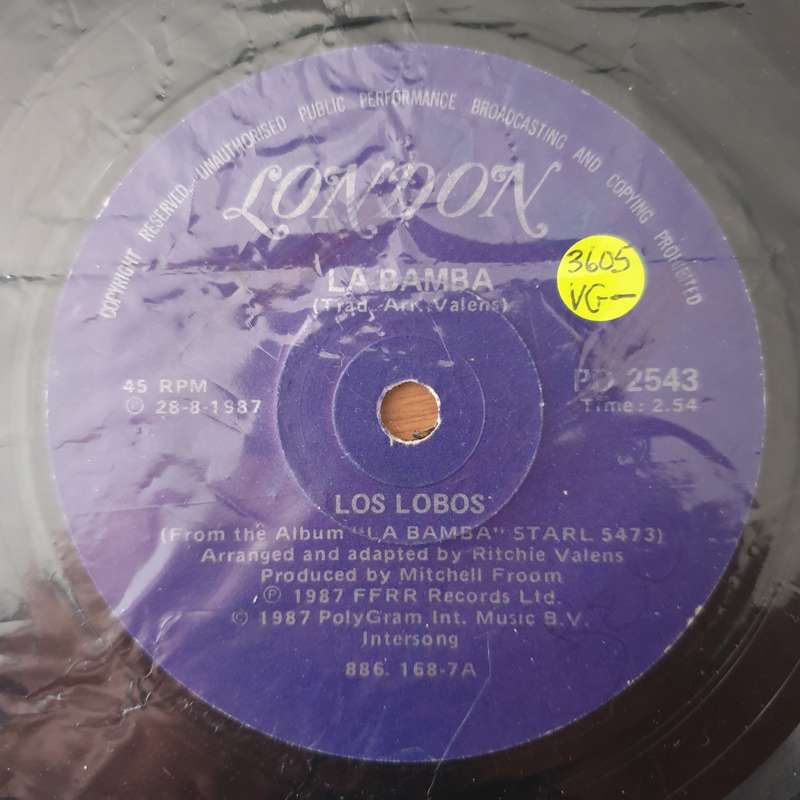 COPYRIGHT RESERVED. UNAUTHORISED PUBLIC PERFORMANCE BROADCASTING AND COPYING PROHIBITED
LONDON
LA BAMBA
(Trad. Arr. Valens)
3605
VG-
45 RPM
PD 2543
℗ 28-8-1987
Time: 2.54
LOS LOBOS
(From the Album "LA BAMBA" STARL 5473)
Arranged and adapted by Ritchie Valens
Produced by Mitchell Froom
℗ 1987 FFRR Records Ltd.
© 1987 PolyGram Int. Music B.V.
Intersong
886. 168-7A